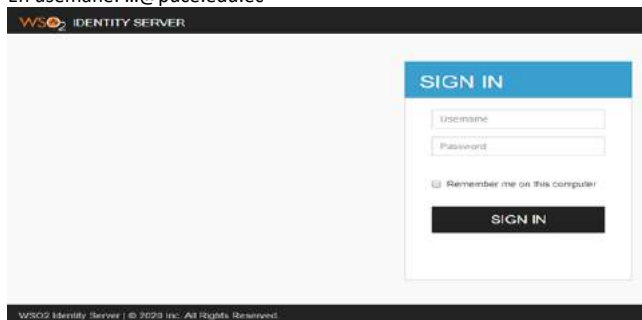 WSO2 IDENTITY SERVER
SIGN IN
Username
Password
Remember me on this computer
SIGN IN
WSO2 Identity Server | © 2020 Inc. All Rights Reserved.